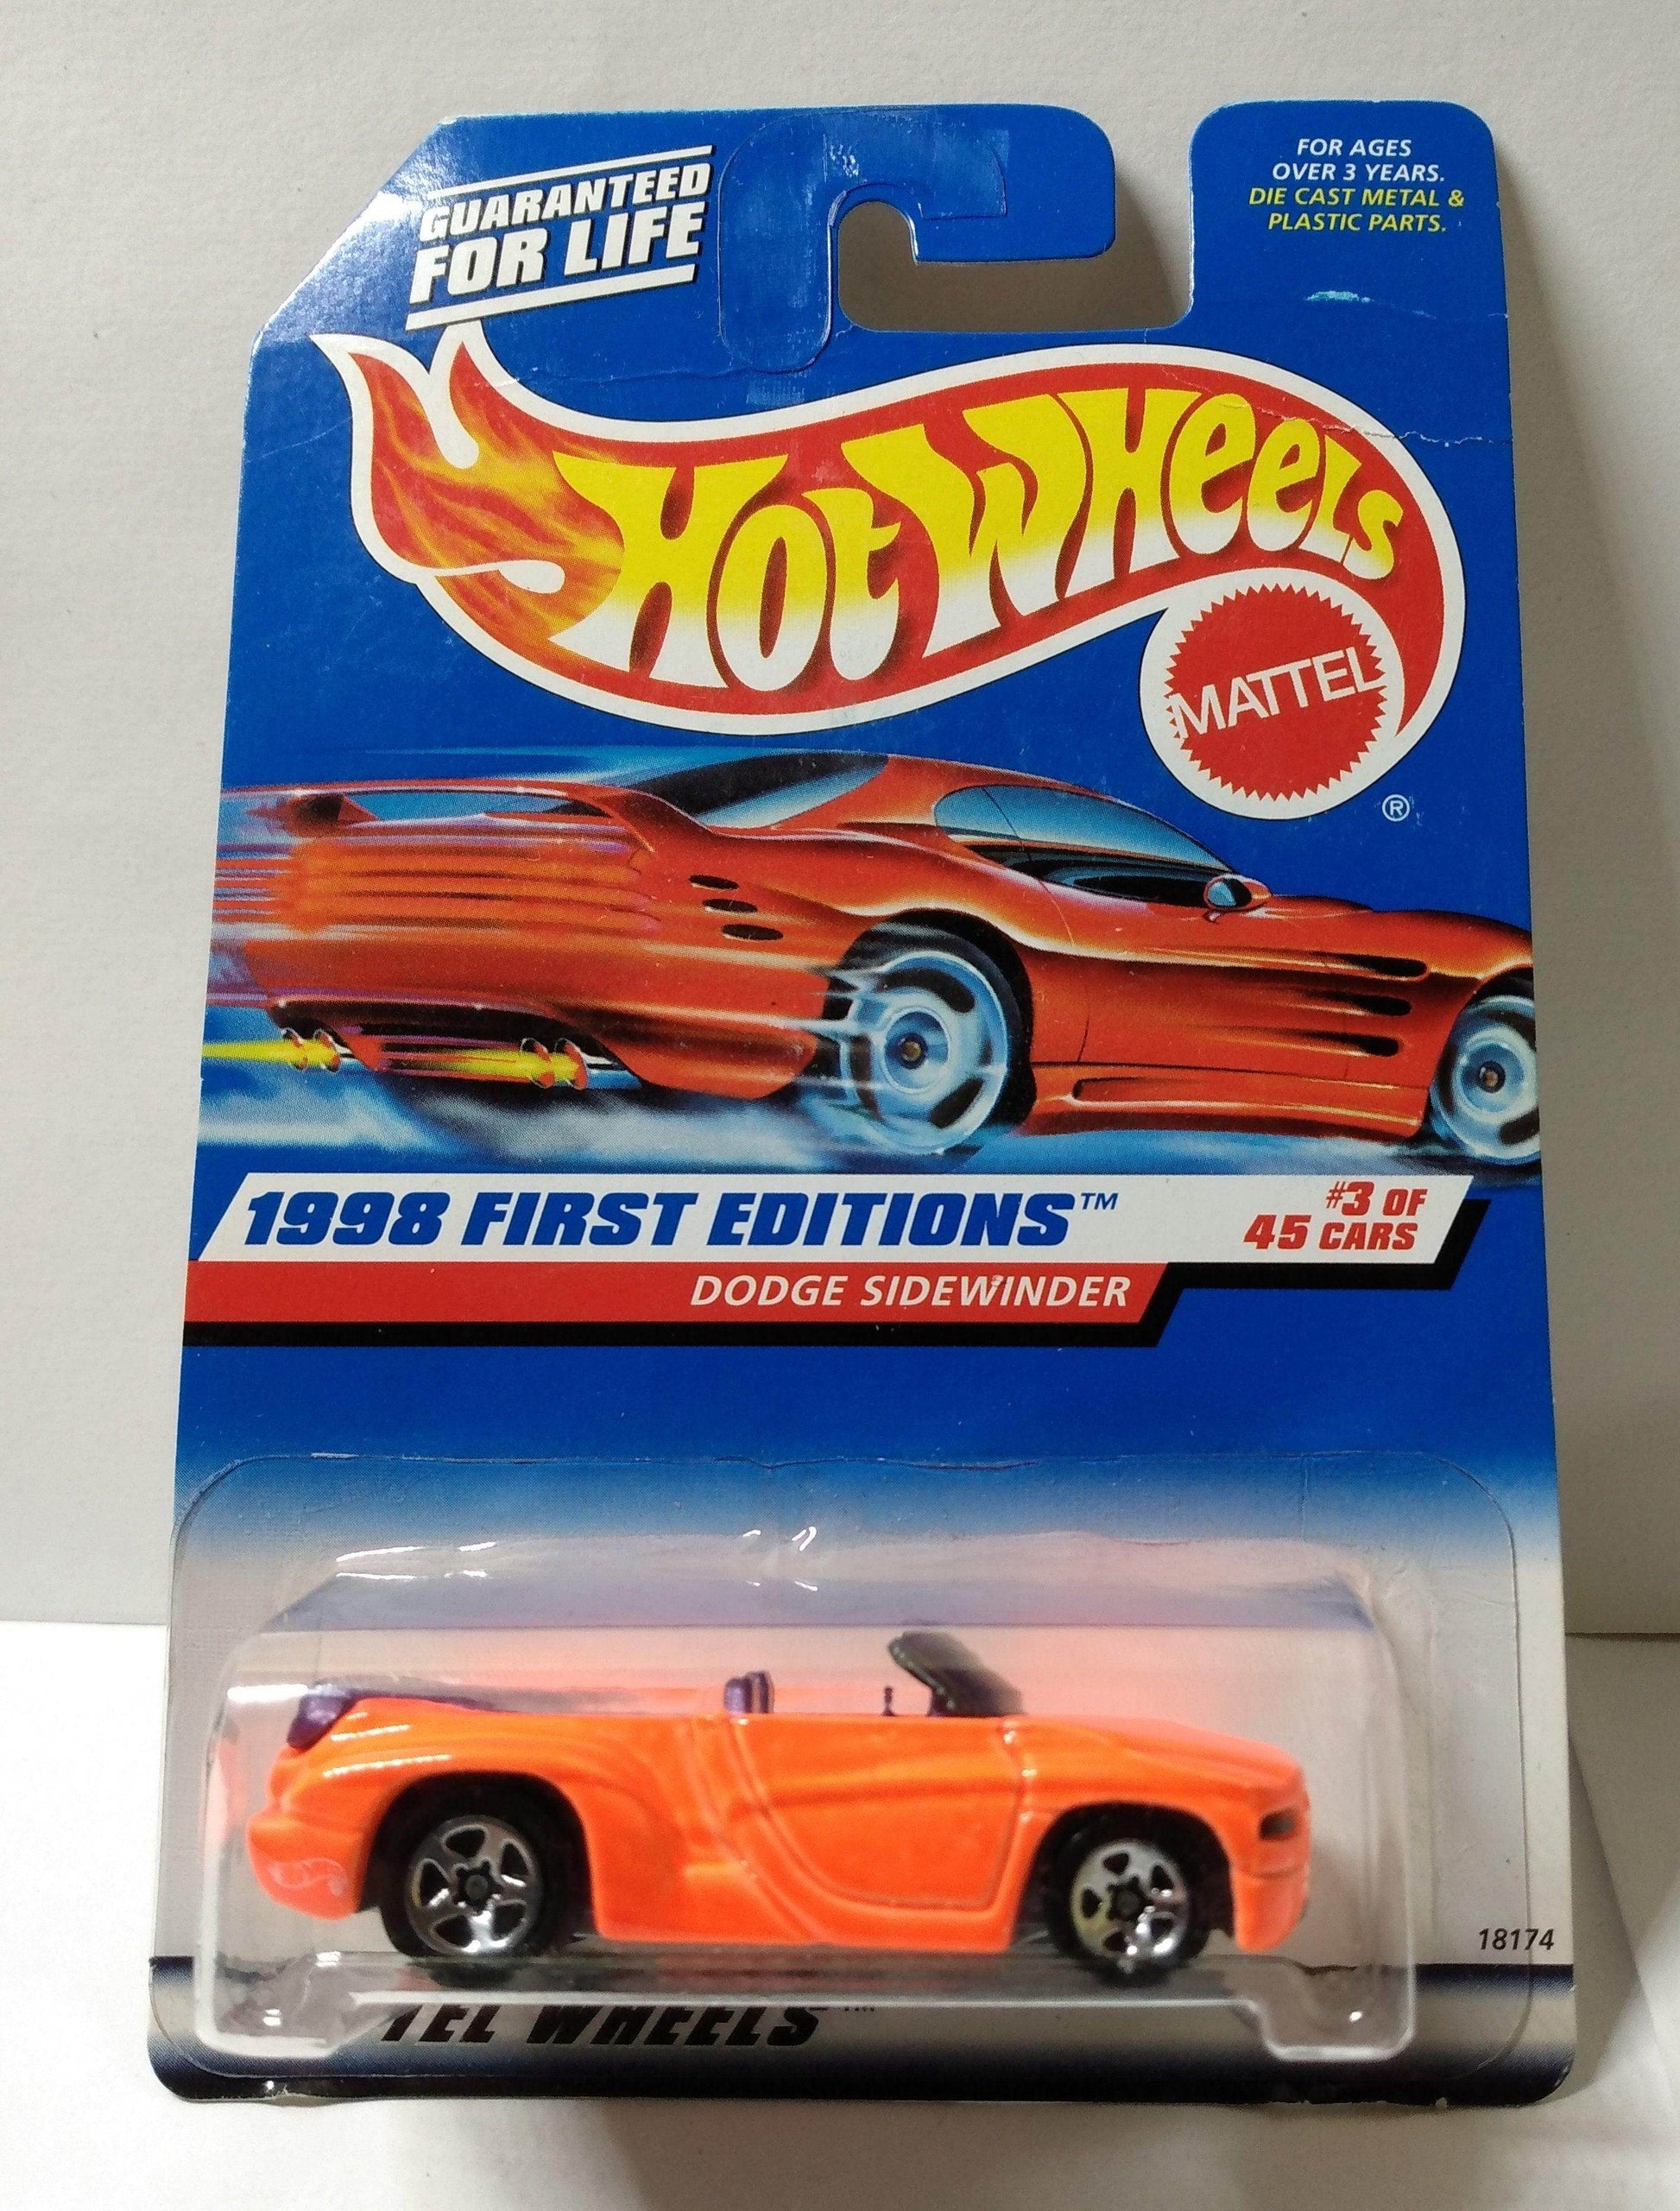 GUARANTEED
FOR LIFE
FOR AGES
OVER 3 YEARS.
DIE CAST METAL &
PLASTIC PARTS.
Hot Wheels
MATTEL
®
1998 FIRST EDITIONS™
#3 OF
45 CARS
DODGE SIDEWINDER
18174
WHEELS™